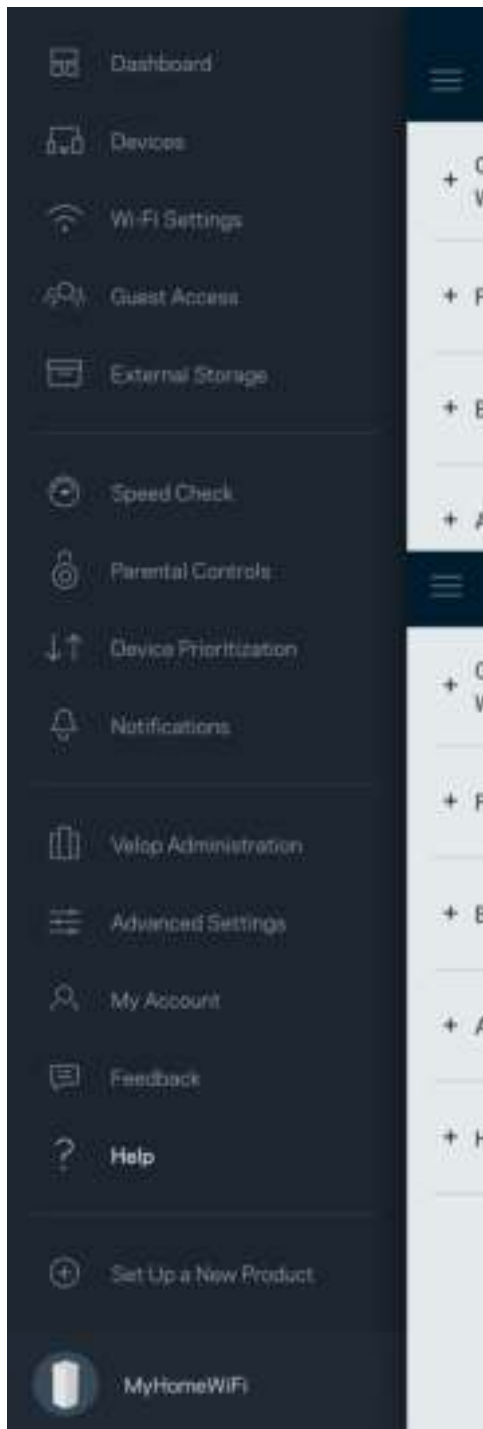 Dashboard
Devices
Wi-Fi Settings
Guest Access
External Storage
Speed Check
Parental Controls
Device Prioritization
Notifications
Velop Administration
Advanced Settings
My Account
Feedback
Help
Set Up a New Product
MyHomeWiFi